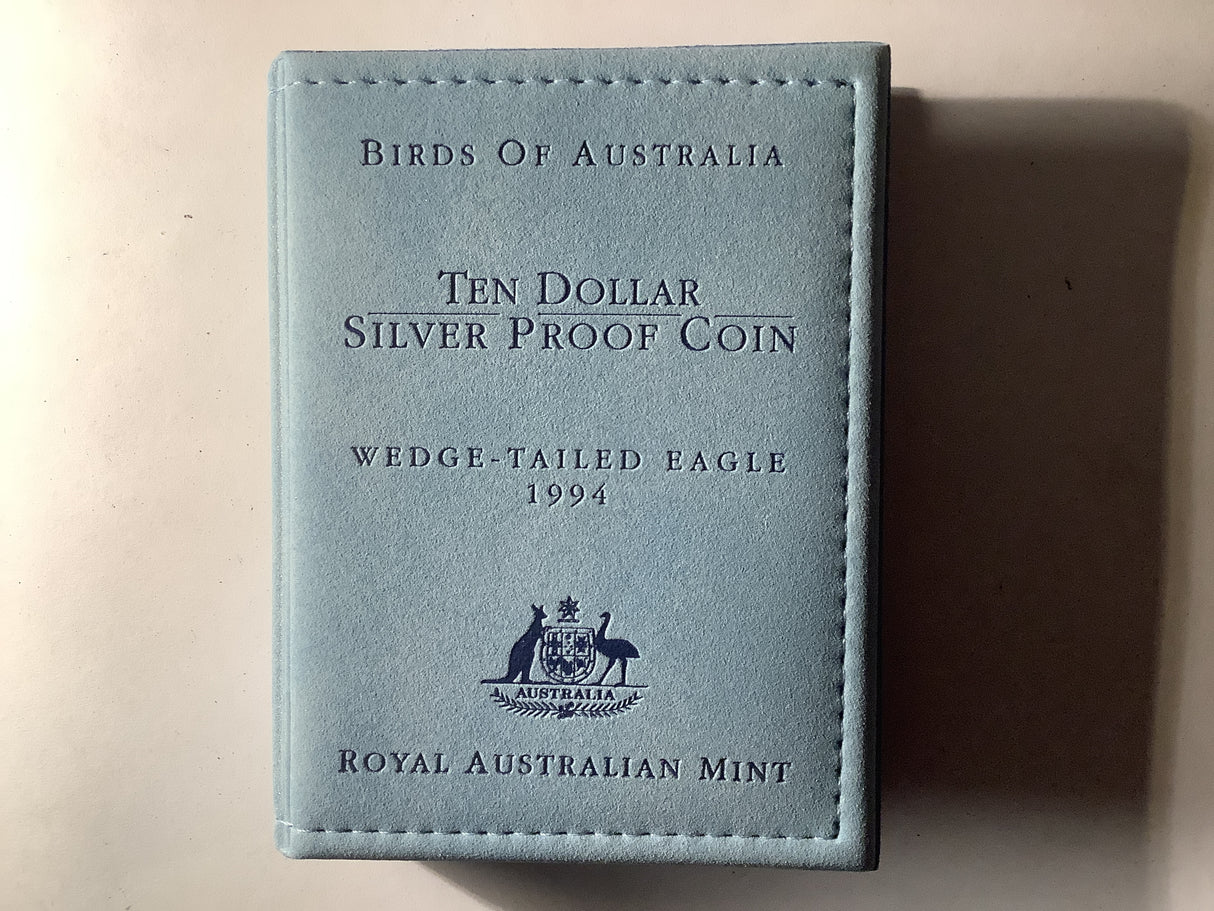 BIRDS OF AUSTRALIA
TEN DOLLAR
SILVER PROOF COIN
WEDGE-TAILED EAGLE
1994
AUSTRALIA
ROYAL AUSTRALIAN MINT